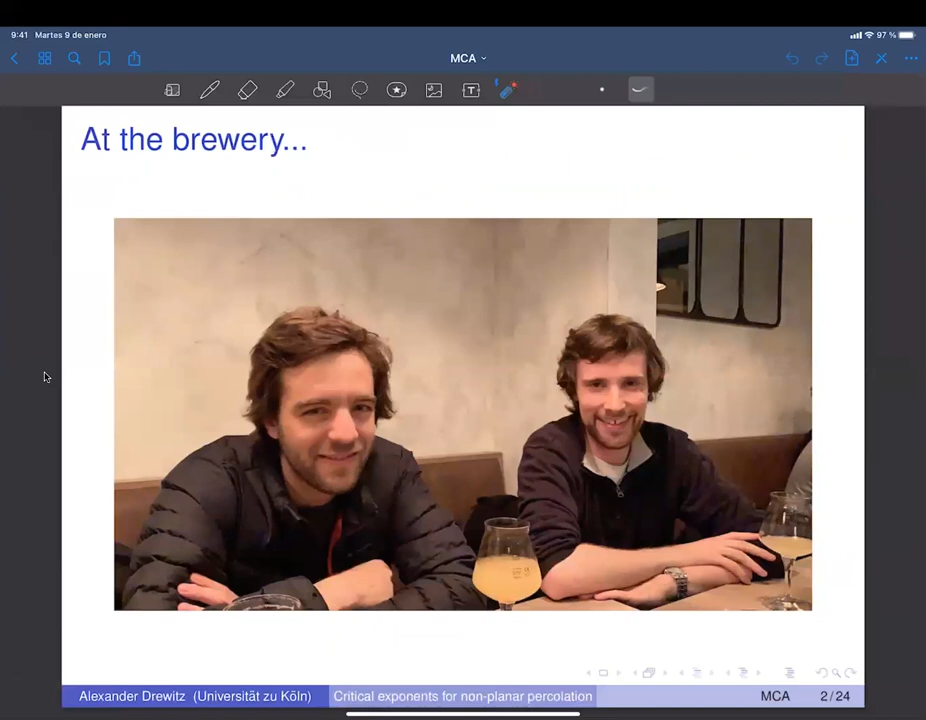 9:41 Martes 9 de enero 97 %
MCA
T
At the brewery...
Alexander Drewitz (Universität zu Köln) Critical exponents for non-planar percolation MCA 2/24